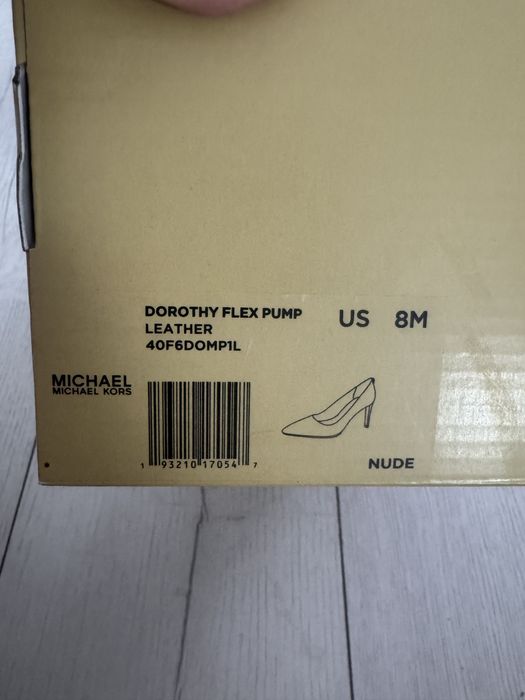 DOROTHY FLEX PUMP
LEATHER
40F6DOMP1L
US 8M
MICHAEL
MICHAEL KORS
1 93210 17054 7
NUDE